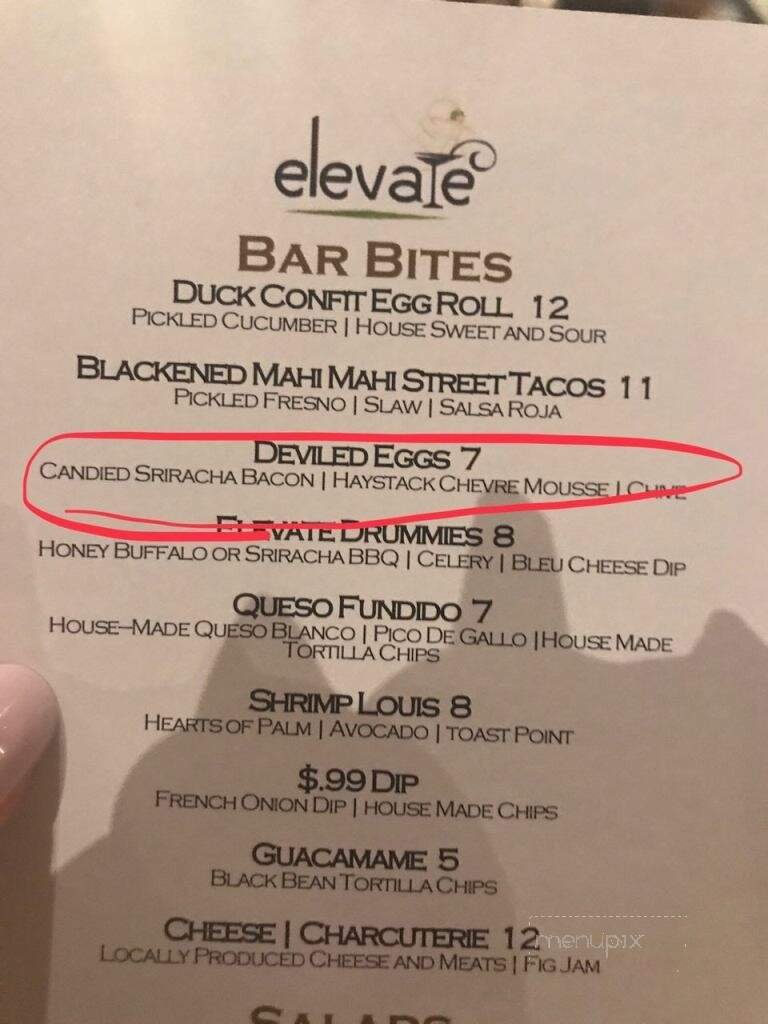 elevate
BAR BITES
DUCK CONFIT EGG ROLL 12
PICKLED CUCUMBER | HOUSE SWEET AND SOUR
BLACKENED MAHI MAHI STREET TACOS 11
PICKLED FRESNO | SLAW | SALSA ROJA
DEVILED EGGS 7
CANDIED SRIRACHA BACON | HAYSTACK CHEVRE MOUSSE | CHIVE
ELEVATE DRUMMIES 8
HONEY BUFFALO OR SRIRACHA BBQ | CELERY | BLEU CHEESE DIP
QUESO FUNDIDO 7
HOUSE-MADE QUESO BLANCO | PICO DE GALLO | HOUSE MADE
TORTILLA CHIPS
SHRIMP LOUIS 8
HEARTS OF PALM | AVOCADO | TOAST POINT
$.99 DIP
FRENCH ONION DIP | HOUSE MADE CHIPS
GUACAMAME 5
BLACK BEAN TORTILLA CHIPS
CHEESE | CHARCUTERIE 12
menupix
LOCALLY PRODUCED CHEESE AND MEATS | FIG JAM
SALADS